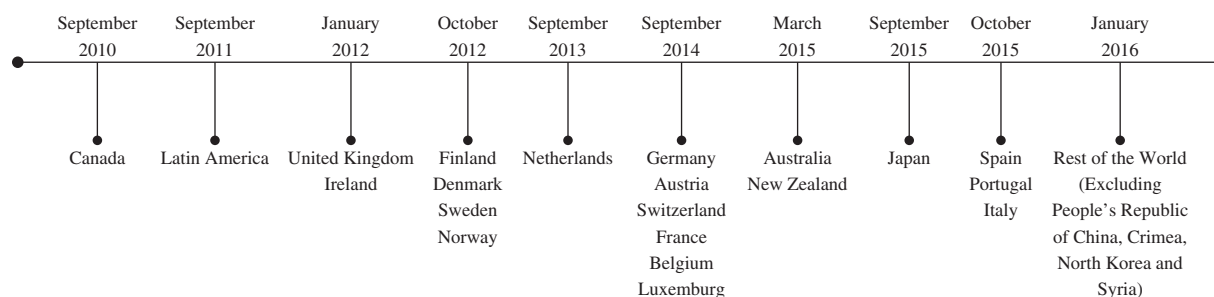 September
2010
September
2011
January
2012
October
2012
September
2013
September
2014
March
2015
September
2015
October
2015
January
2016
Canada
Latin America
United Kingdom
Ireland
Finland
Denmark
Sweden
Norway
Netherlands
Germany
Austria
Switzerland
France
Belgium
Luxemburg
Australia
New Zealand
Japan
Spain
Portugal
Italy
Rest of the World
(Excluding
People’s Republic
of China, Crimea,
North Korea and
Syria)